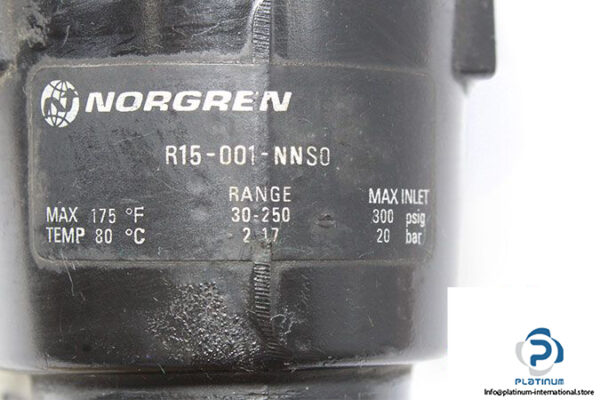 NORGREN
R15-001-NNSO
RANGE MAX INLET
MAX 175 °F 30-250 300 psig
TEMP 80 °C 2 17 20 bar
PLATINUM
Info@platinum-international.store